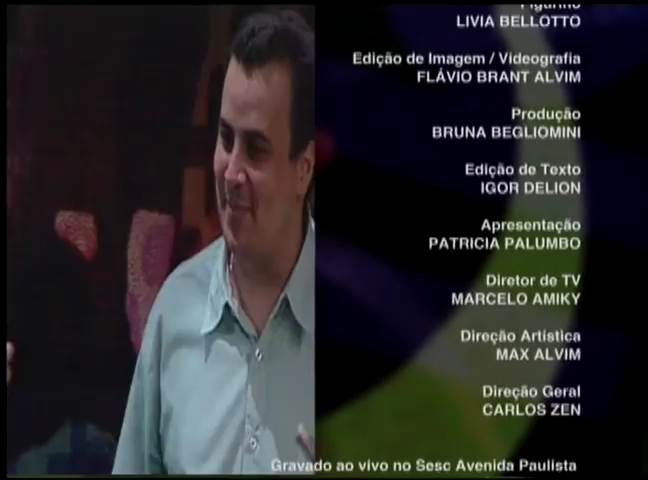 Figurino
LIVIA BELLOTTO
Edição de Imagem / Videografia
FLÁVIO BRANT ALVIM
Produção
BRUNA BEGLIOMINI
Edição de Texto
IGOR DELION
Apresentação
PATRICIA PALUMBO
Diretor de TV
MARCELO AMIKY
Direção Artística
MAX ALVIM
Direção Geral
CARLOS ZEN
Gravado ao vivo no Sesc Avenida Paulista